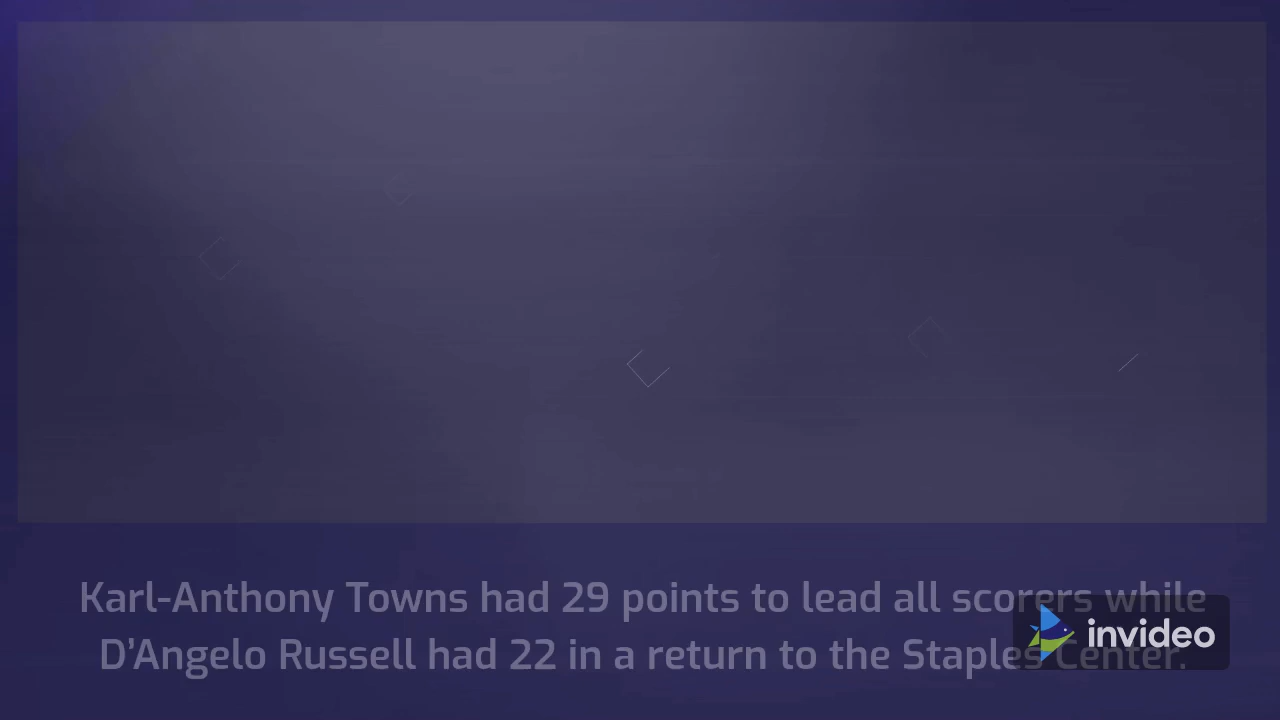 Karl-Anthony Towns had 29 points to lead all scorers while
D’Angelo Russell had 22 in a return to the Staples Center.
invideo